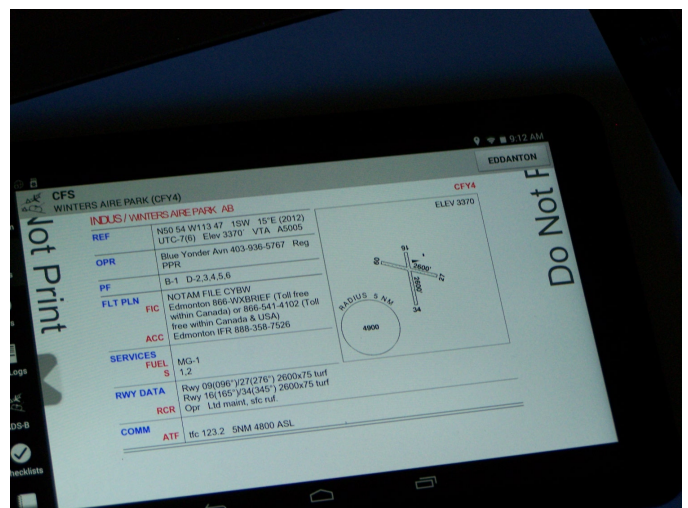 9:12 AM
CFS
WINTERS AIRE PARK (CFY4)
EDDANTON
Not Print
Do Not P
INDUS / WINTERS AIRE PARK AB
CFY4
REF
N50 54 W113 47 1SW 15°E (2012)
UTC-7(6) Elev 3370' VTA A5005
OPR
Blue Yonder Avn 403-936-5767 Reg
PPR
PF
B-1 D-2,3,4,5,6
FLT PLN
NOTAM FILE CYBW
FIC
Edmonton 866-WXBRIEF (Toll free
within Canada) or 866-541-4102 (Toll
free within Canada & USA)
ACC
Edmonton IFR 888-358-7526
SERVICES
FUEL
MG-1
S
1,2
RWY DATA
Rwy 09(096°)/27(276°) 2600x75 turf
Rwy 16(165°)/34(345°) 2600x75 turf
RCR
Opr Ltd maint, sfc ruf.
COMM
ATF
tfc 123.2 5NM 4800 ASL
ELEV 3370
16
09
2600'
27
2600'
34
RADIUS 5 NM
4900
Logs
DS-B
hecklists